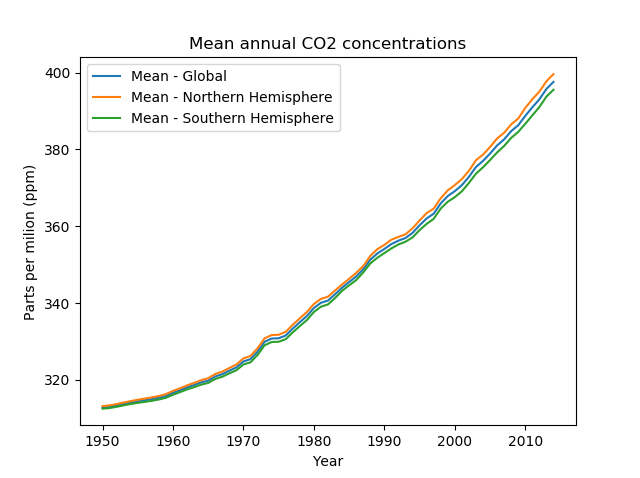 Mean annual CO2 concentrations
Mean - Global
Mean - Northern Hemisphere
Mean - Southern Hemisphere
Parts per milion (ppm)
400
380
360
340
320
1950 1960 1970 1980 1990 2000 2010
Year